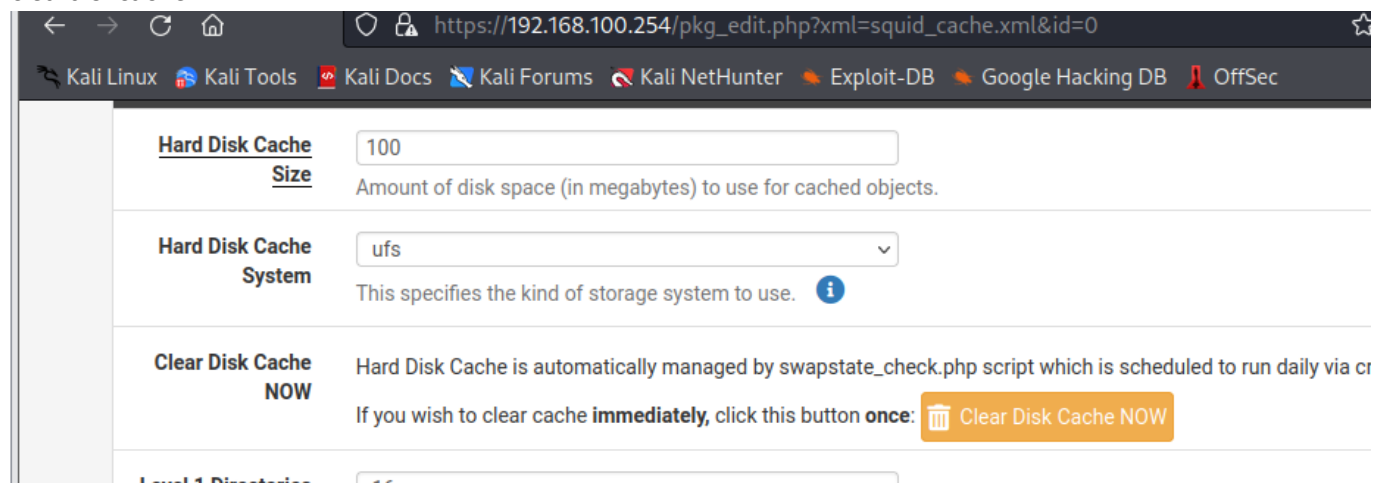 https://192.168.100.254/pkg_edit.php?xml=squid_cache.xml&id=0
Kali Linux Kali Tools Kali Docs Kali Forums Kali NetHunter Exploit-DB Google Hacking DB OffSec
Hard Disk Cache
Size
100
Amount of disk space (in megabytes) to use for cached objects.
Hard Disk Cache
System
ufs
This specifies the kind of storage system to use.
Clear Disk Cache
NOW
Hard Disk Cache is automatically managed by swapstate_check.php script which is scheduled to run daily via
If you wish to clear cache immediately, click this button once: Clear Disk Cache NOW
Level 1 Directories
16